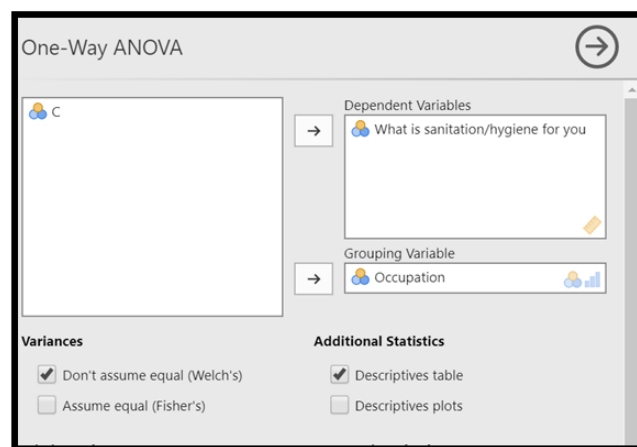 One-Way ANOVA
C
Dependent Variables
What is sanitation/hygiene for you
Grouping Variable
Occupation
Variances
Additional Statistics
Don't assume equal (Welch's)
Descriptives table
Assume equal (Fisher's)
Descriptives plots